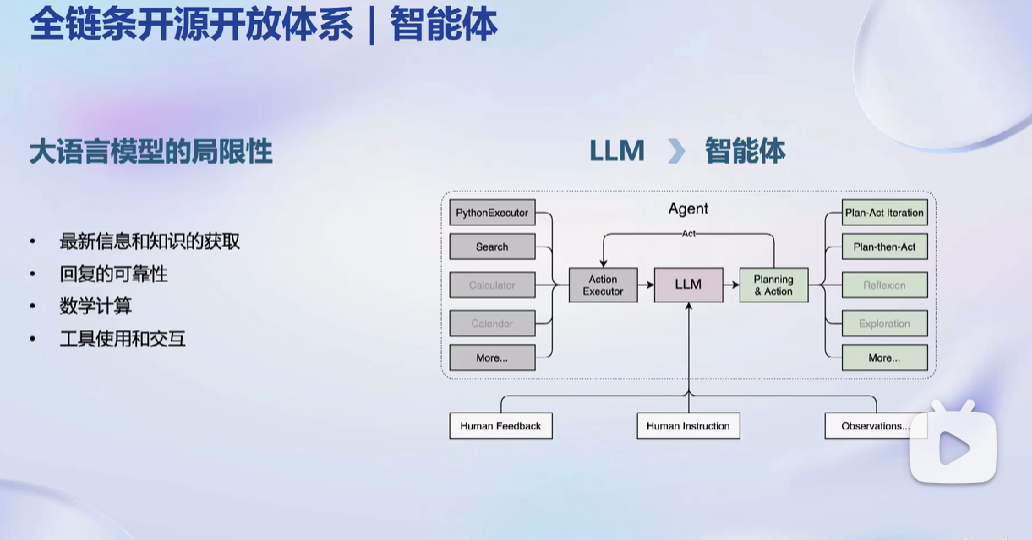 全链条开源开放体系 | 智能体
大语言模型的局限性
• 最新信息和知识的获取
• 回复的可靠性
• 数学计算
• 工具使用和交互
LLM 智能体
Agent
PythonExecutor
Search
Calculator
Calendar
More...
Act
Action
Executor
LLM
Planning
& Action
Plan-Act Iteration
Plan-then-Act
Reflexion
Exploration
More...
Human Feedback
Human Instruction
Observations...